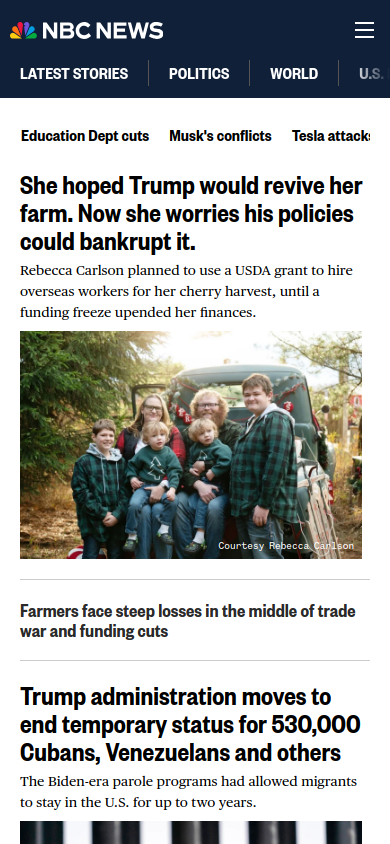 NBC NEWS
LATEST STORIES
POLITICS
WORLD
U.S.
Education Dept cuts
Musk's conflicts
Tesla attacks
She hoped Trump would revive her
farm. Now she worries his policies
could bankrupt it.
Rebecca Carlson planned to use a USDA grant to hire
overseas workers for her cherry harvest, until a
funding freeze upended her finances.
Courtesy Rebecca Carlson
Farmers face steep losses in the middle of trade
war and funding cuts
Trump administration moves to
end temporary status for 530,000
Cubans, Venezuelans and others
The Biden-era parole programs had allowed migrants
to stay in the U.S. for up to two years.